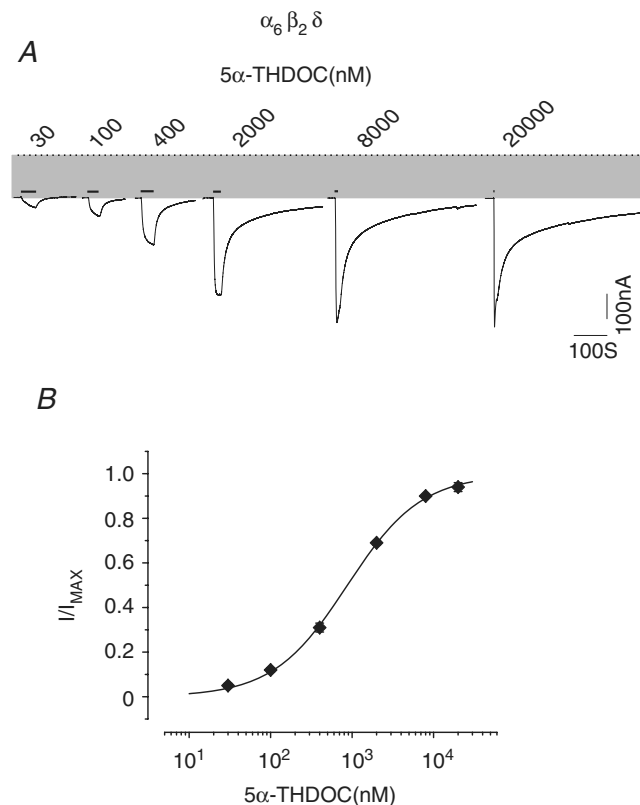 α₆ β₂ δ
A
5α-THDOC(nM)
30 100 400 2000 8000 20000
100nA
100S
B
1.0
0.8
0.6
0.4
0.2
0
I/I_MAX
10¹ 10² 10³ 10⁴
5α-THDOC(nM)